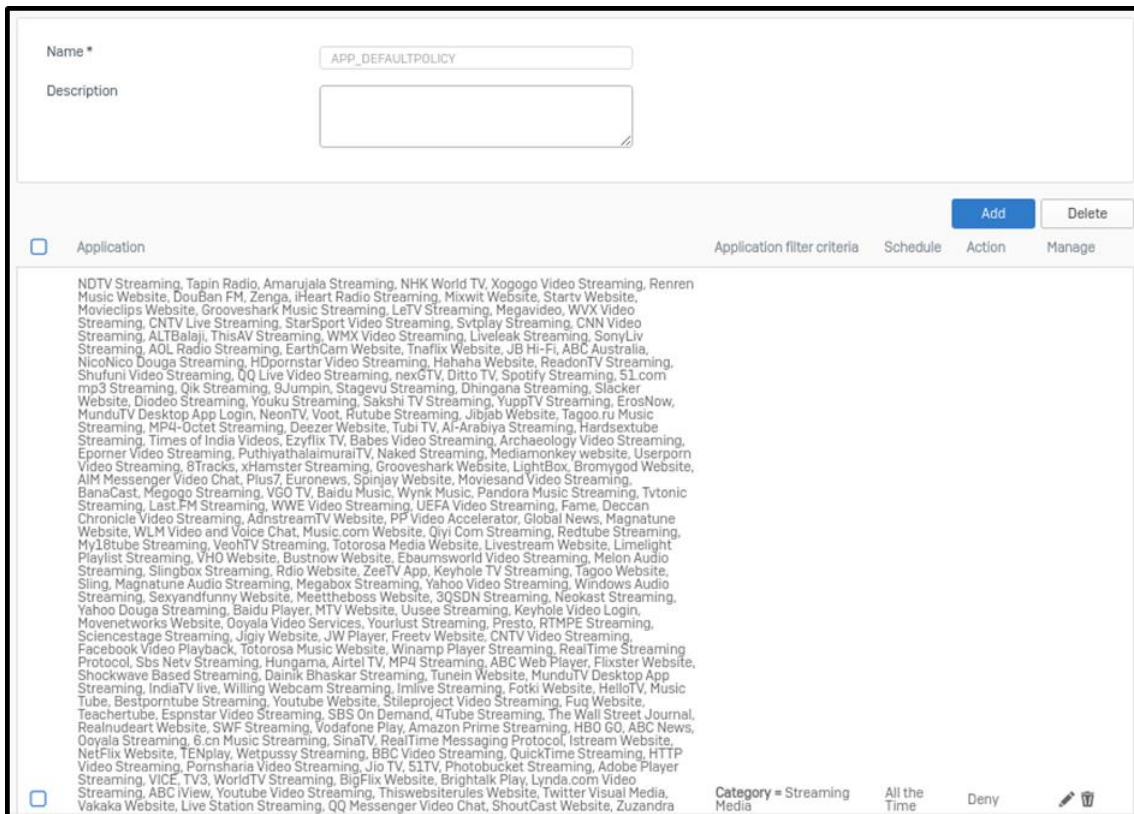 Name *
APP_DEFAULTPOLICY
Description
Add
Delete
Application
Application filter criteria
Schedule
Action
Manage
NDTV Streaming, Tapin Radio, Amarujala Streaming, NHK World TV, Xogogo Video Streaming, Renren
Music Website, DouBan FM, Zenga, iHeart Radio Streaming, Mixwit Website, Startv Website,
Movieclips Website, Grooveshark Music Streaming, LeTV Streaming, Megavideo, WVX Video
Streaming, CNTV Live Streaming, StarSport Video Streaming, Svtplay Streaming, CNN Video
Streaming, ALTBalaji, ThisAV Streaming, WMX Video Streaming, Liveleak Streaming, SonyLiv
Streaming, AOL Radio Streaming, EarthCam Website, Tnaflix Website, JB Hi-Fi, ABC Australia,
NicoNico Douga Streaming, HDpornstar Video Streaming, Hahaha Website, ReadonTV Streaming,
Shufuni Video Streaming, QQ Live Video Streaming, nexGTV, Ditto TV, Spotify Streaming, 51.com
mp3 Streaming, Qik Streaming, 9Jumpin, Stagevu Streaming, Dhingana Streaming, Slacker
Website, Diodeo Streaming, Youku Streaming, Sakshi TV Streaming, YuppTV Streaming, ErosNow,
MunduTV Desktop App Login, NeonTV, Voot, Rutube Streaming, Jibjab Website, Tagoo.ru Music
Streaming, MP4-Octet Streaming, Deezer Website, Tubi TV, Al-Arabiya Streaming, Hardsextube
Streaming, Times of India Videos, Ezyflix TV, Babes Video Streaming, Archaeology Video Streaming,
Eporner Video Streaming, PuthiyathalaimuraiTV, Naked Streaming, Mediamonkey website, Userporn
Video Streaming, 8Tracks, xHamster Streaming, Grooveshark Website, LightBox, Bromygod Website,
AIM Messenger Video Chat, Plus7, Euronews, Spinjay Website, Moviesand Video Streaming,
BanaCast, Megogo Streaming, VGO TV, Baidu Music, Wynk Music, Pandora Music Streaming, Tvtonic
Streaming, Last.FM Streaming, WWE Video Streaming, UEFA Video Streaming, Fame, Deccan
Chronicle Video Streaming, AdnstreamTV Website, PP Video Accelerator, Global News, Magnatune
Website, WLM Video and Voice Chat, Music.com Website, Qiyi Com Streaming, Redtube Streaming,
My18tube Streaming, VeohTV Streaming, Totorosa Media Website, Livestream Website, Limelight
Playlist Streaming, VHO Website, Bustnow Website, Ebaumsworld Video Streaming, Melon Audio
Streaming, Slingbox Streaming, Rdio Website, ZeeTV App, Keyhole TV Streaming, Tagoo Website,
Sling, Magnatune Audio Streaming, Megabox Streaming, Yahoo Video Streaming, Windows Audio
Streaming, Sexyandfunny Website, Meettheboss Website, 3QSDN Streaming, Neokast Streaming,
Yahoo Douga Streaming, Baidu Player, MTV Website, Uusee Streaming, Keyhole Video Login,
Movenetworks Website, Ooyala Video Services, Yourlust Streaming, Presto, RTMPE Streaming,
Sciencestage Streaming, Jigiy Website, JW Player, Freetv Website, CNTV Video Streaming,
Facebook Video Playback, Totorosa Music Website, Winamp Player Streaming, RealTime Streaming
Protocol, Sbs Netv Streaming, Hungama, Airtel TV, MP4 Streaming, ABC Web Player, Flixster Website,
Shockwave Based Streaming, Dainik Bhaskar Streaming, Tunein Website, MunduTV Desktop App
Streaming, IndiaTV live, Willing Webcam Streaming, Imlive Streaming, Fotki Website, HelloTV, Music
Tube, Bestporntube Streaming, Youtube Website, Stileproject Video Streaming, Fuq Website,
Teachertube, Espnstar Video Streaming, SBS On Demand, 4Tube Streaming, The Wall Street Journal,
Realnudeart Website, SWF Streaming, Vodafone Play, Amazon Prime Streaming, HBO GO, ABC News,
Ooyala Streaming, 6.cn Music Streaming, SinaTV, RealTime Messaging Protocol, Istream Website,
NetFlix Website, TENplay, Wetpussy Streaming, BBC Video Streaming, QuickTime Streaming, HTTP
Video Streaming, Pornsharia Video Streaming, Jio TV, 51TV, Photobucket Streaming, Adobe Player
Streaming, VICE, TV3, WorldTV Streaming, BigFlix Website, Brightalk Play, Lynda.com Video
Streaming, ABC iView, Youtube Video Streaming, Thiswebsiterules Website, Twitter Visual Media,
Vakaka Website, Live Station Streaming, QQ Messenger Video Chat, ShoutCast Website, Zuzandra
Category = Streaming
Media
All the
Time
Deny